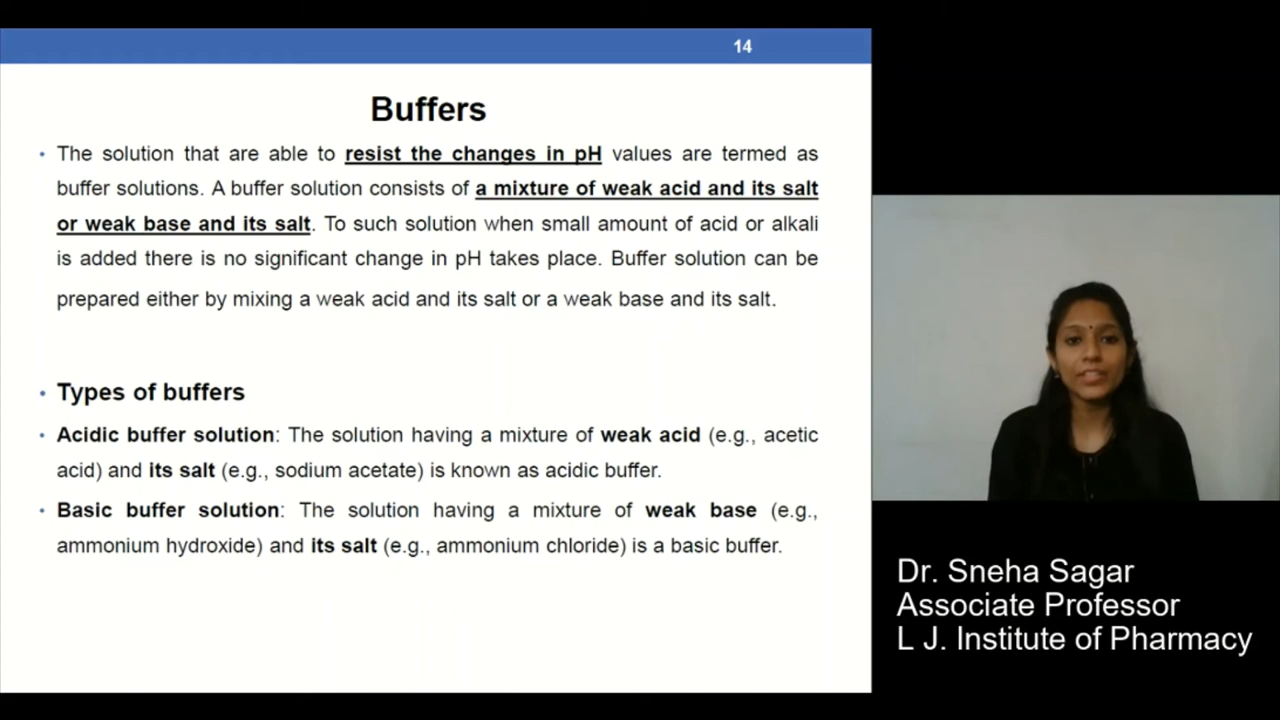 14
Buffers
• The solution that are able to resist the changes in pH values are termed as
buffer solutions. A buffer solution consists of a mixture of weak acid and its salt
or weak base and its salt. To such solution when small amount of acid or alkali
is added there is no significant change in pH takes place. Buffer solution can be
prepared either by mixing a weak acid and its salt or a weak base and its salt.
• Types of buffers
• Acidic buffer solution: The solution having a mixture of weak acid (e.g., acetic
acid) and its salt (e.g., sodium acetate) is known as acidic buffer.
• Basic buffer solution: The solution having a mixture of weak base (e.g.,
ammonium hydroxide) and its salt (e.g., ammonium chloride) is a basic buffer.
Dr. Sneha Sagar
Associate Professor
L J. Institute of Pharmacy